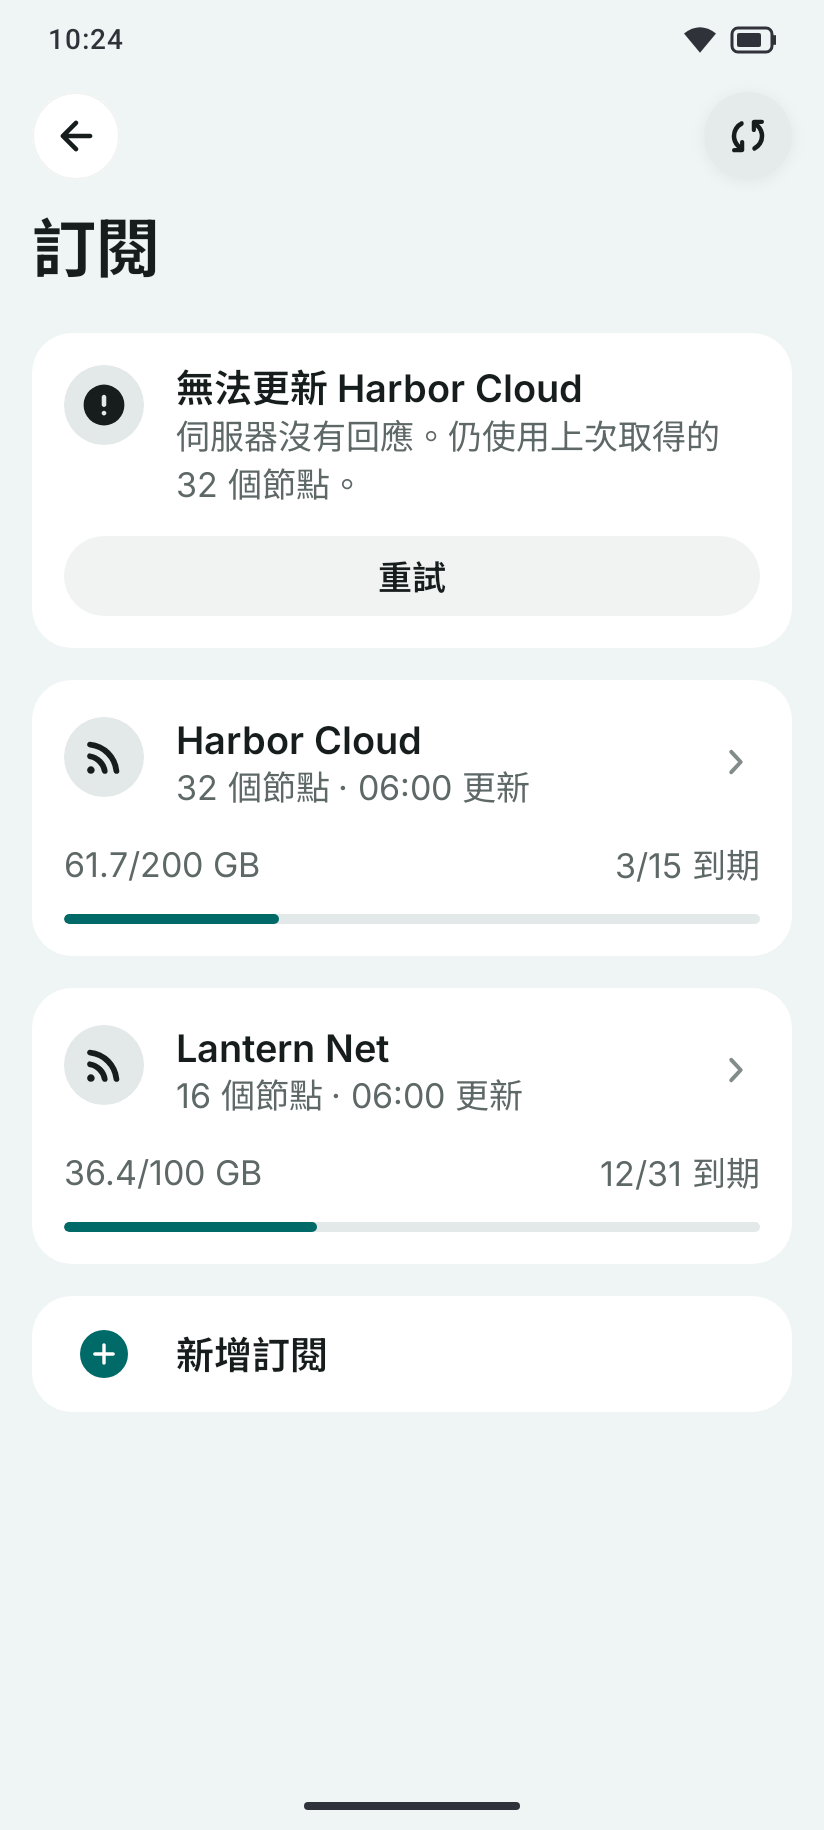 10:24
訂閱
無法更新 Harbor Cloud
伺服器沒有回應。仍使用上次取得的
32 個節點。
重試
Harbor Cloud
32 個節點 · 06:00 更新
61.7/200 GB
3/15 到期
Lantern Net
16 個節點 · 06:00 更新
36.4/100 GB
12/31 到期
新增訂閱